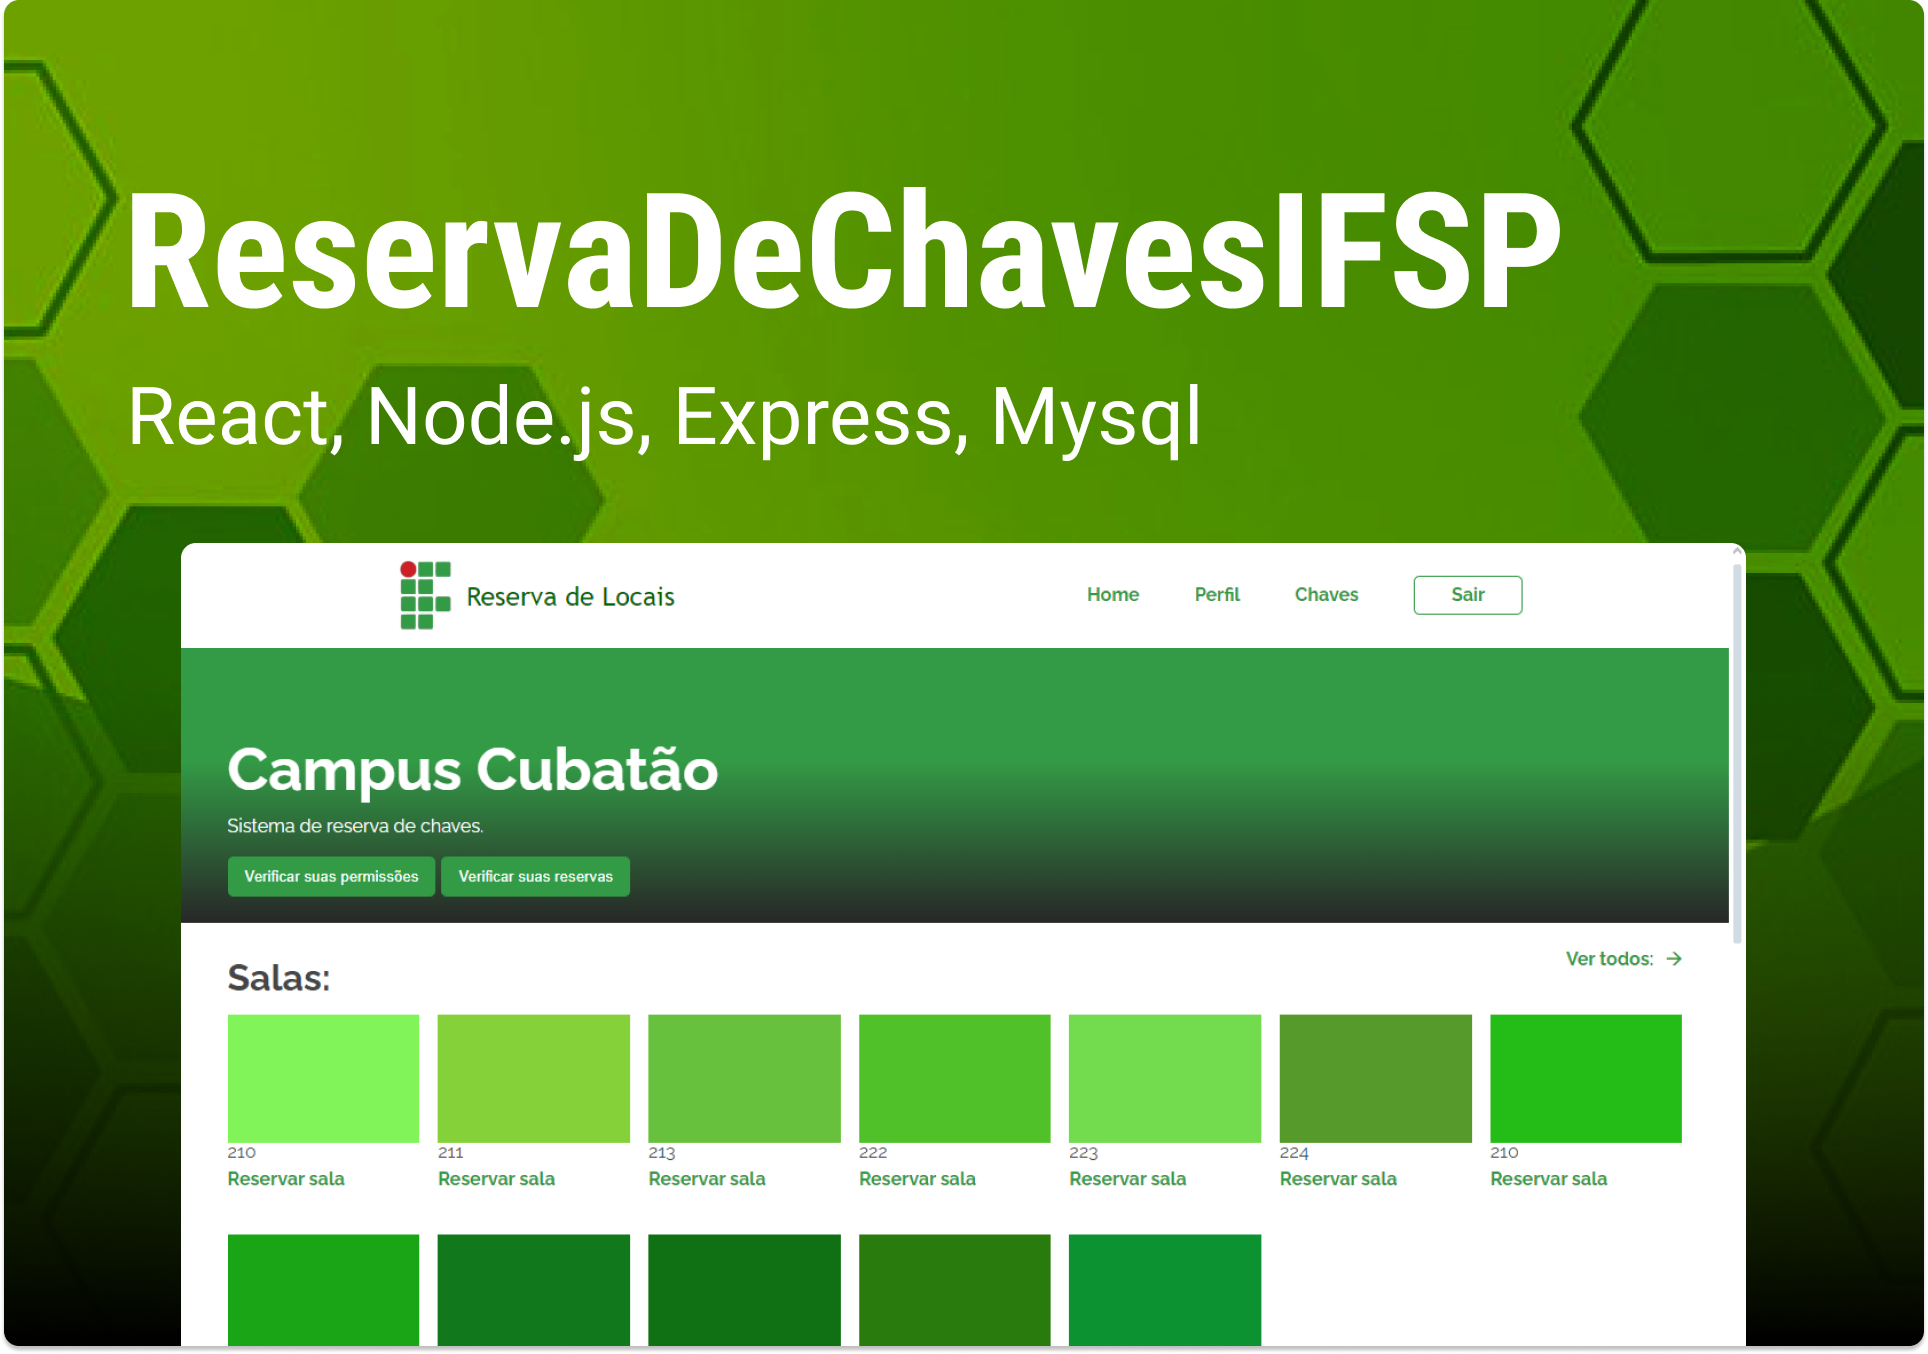 ReservaDeChavesIFSP
React, Node.js, Express, Mysql
Reserva de Locais
Home Perfil Chaves Sair
Campus Cubatão
Sistema de reserva de chaves.
Verificar suas permissões Verificar suas reservas
Ver todos: →
Salas:
210 211 213 222 223 224 210
Reservar sala Reservar sala Reservar sala Reservar sala Reservar sala Reservar sala Reservar sala